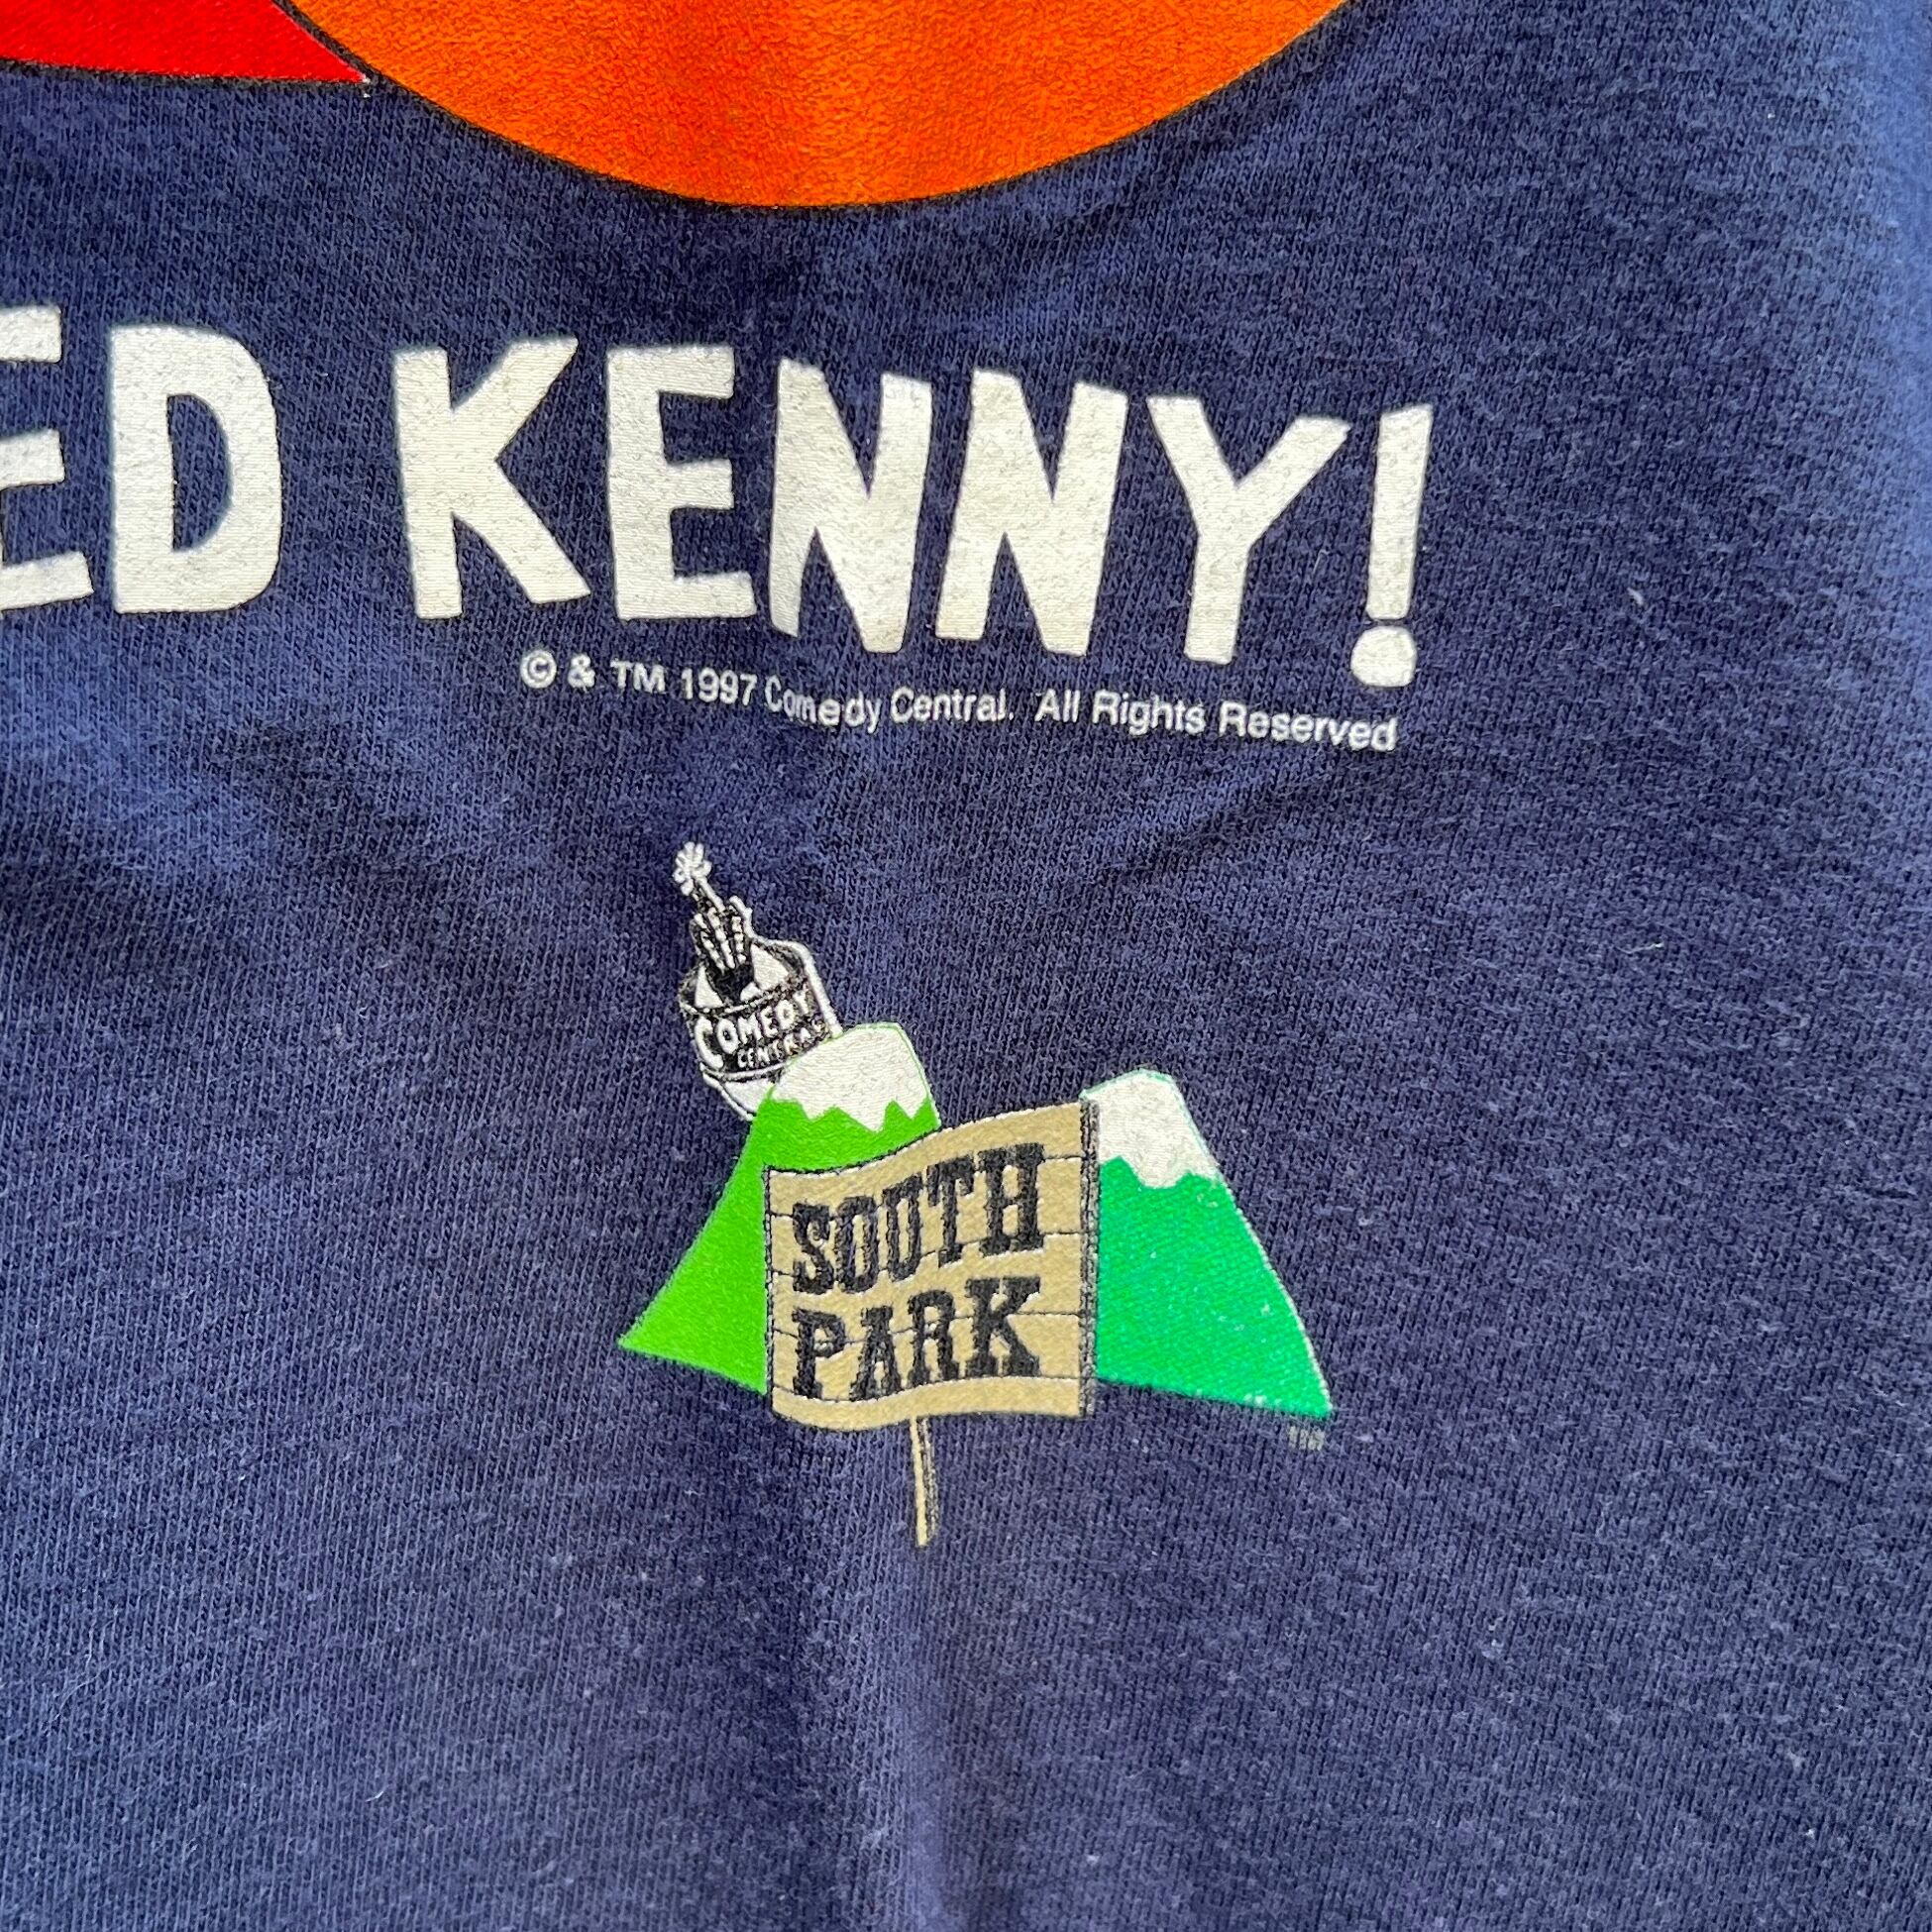 ED KENNY!
© & TM 1997 Comedy Central. All Rights Reserved
COMEDY
CENTRAL
SOUTH
PARK